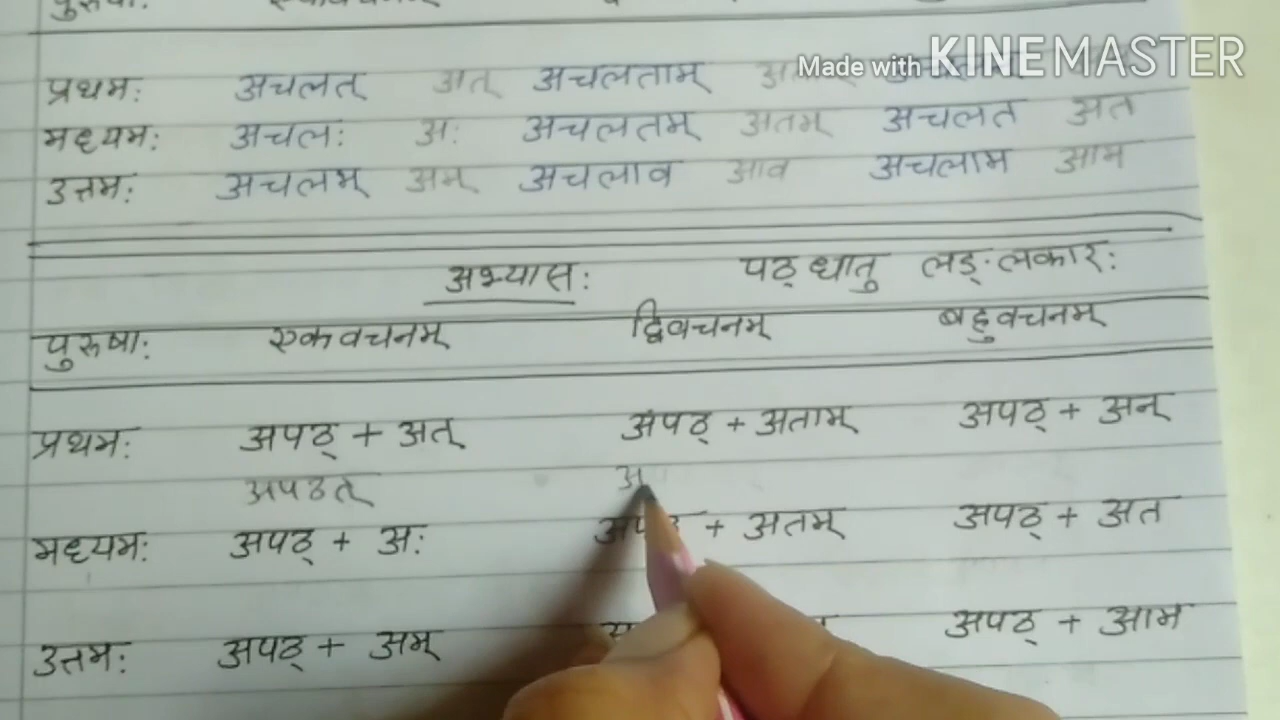 पुरुषाः एकवचनम्
Made with KINEMASTER
प्रथमः अचलत् अत् अचलताम्
मध्यमः अचलः अः अचलतम् अतम् अचलत अत
उत्तमः अचलम् अम् अचलाव आव अचलाम आम
अभ्यासः पठ् धातु लङ्-लकारः
पुरुषाः एकवचनम् द्विवचनम् बहुवचनम्
प्रथमः अपठ् + अत् अपठ् + अताम् अपठ् + अन्
अपठत् अ
मध्यमः अपठ् + अः + अतम् अपठ् + अत
उत्तमः अपठ् + अम् अपठ् + आम